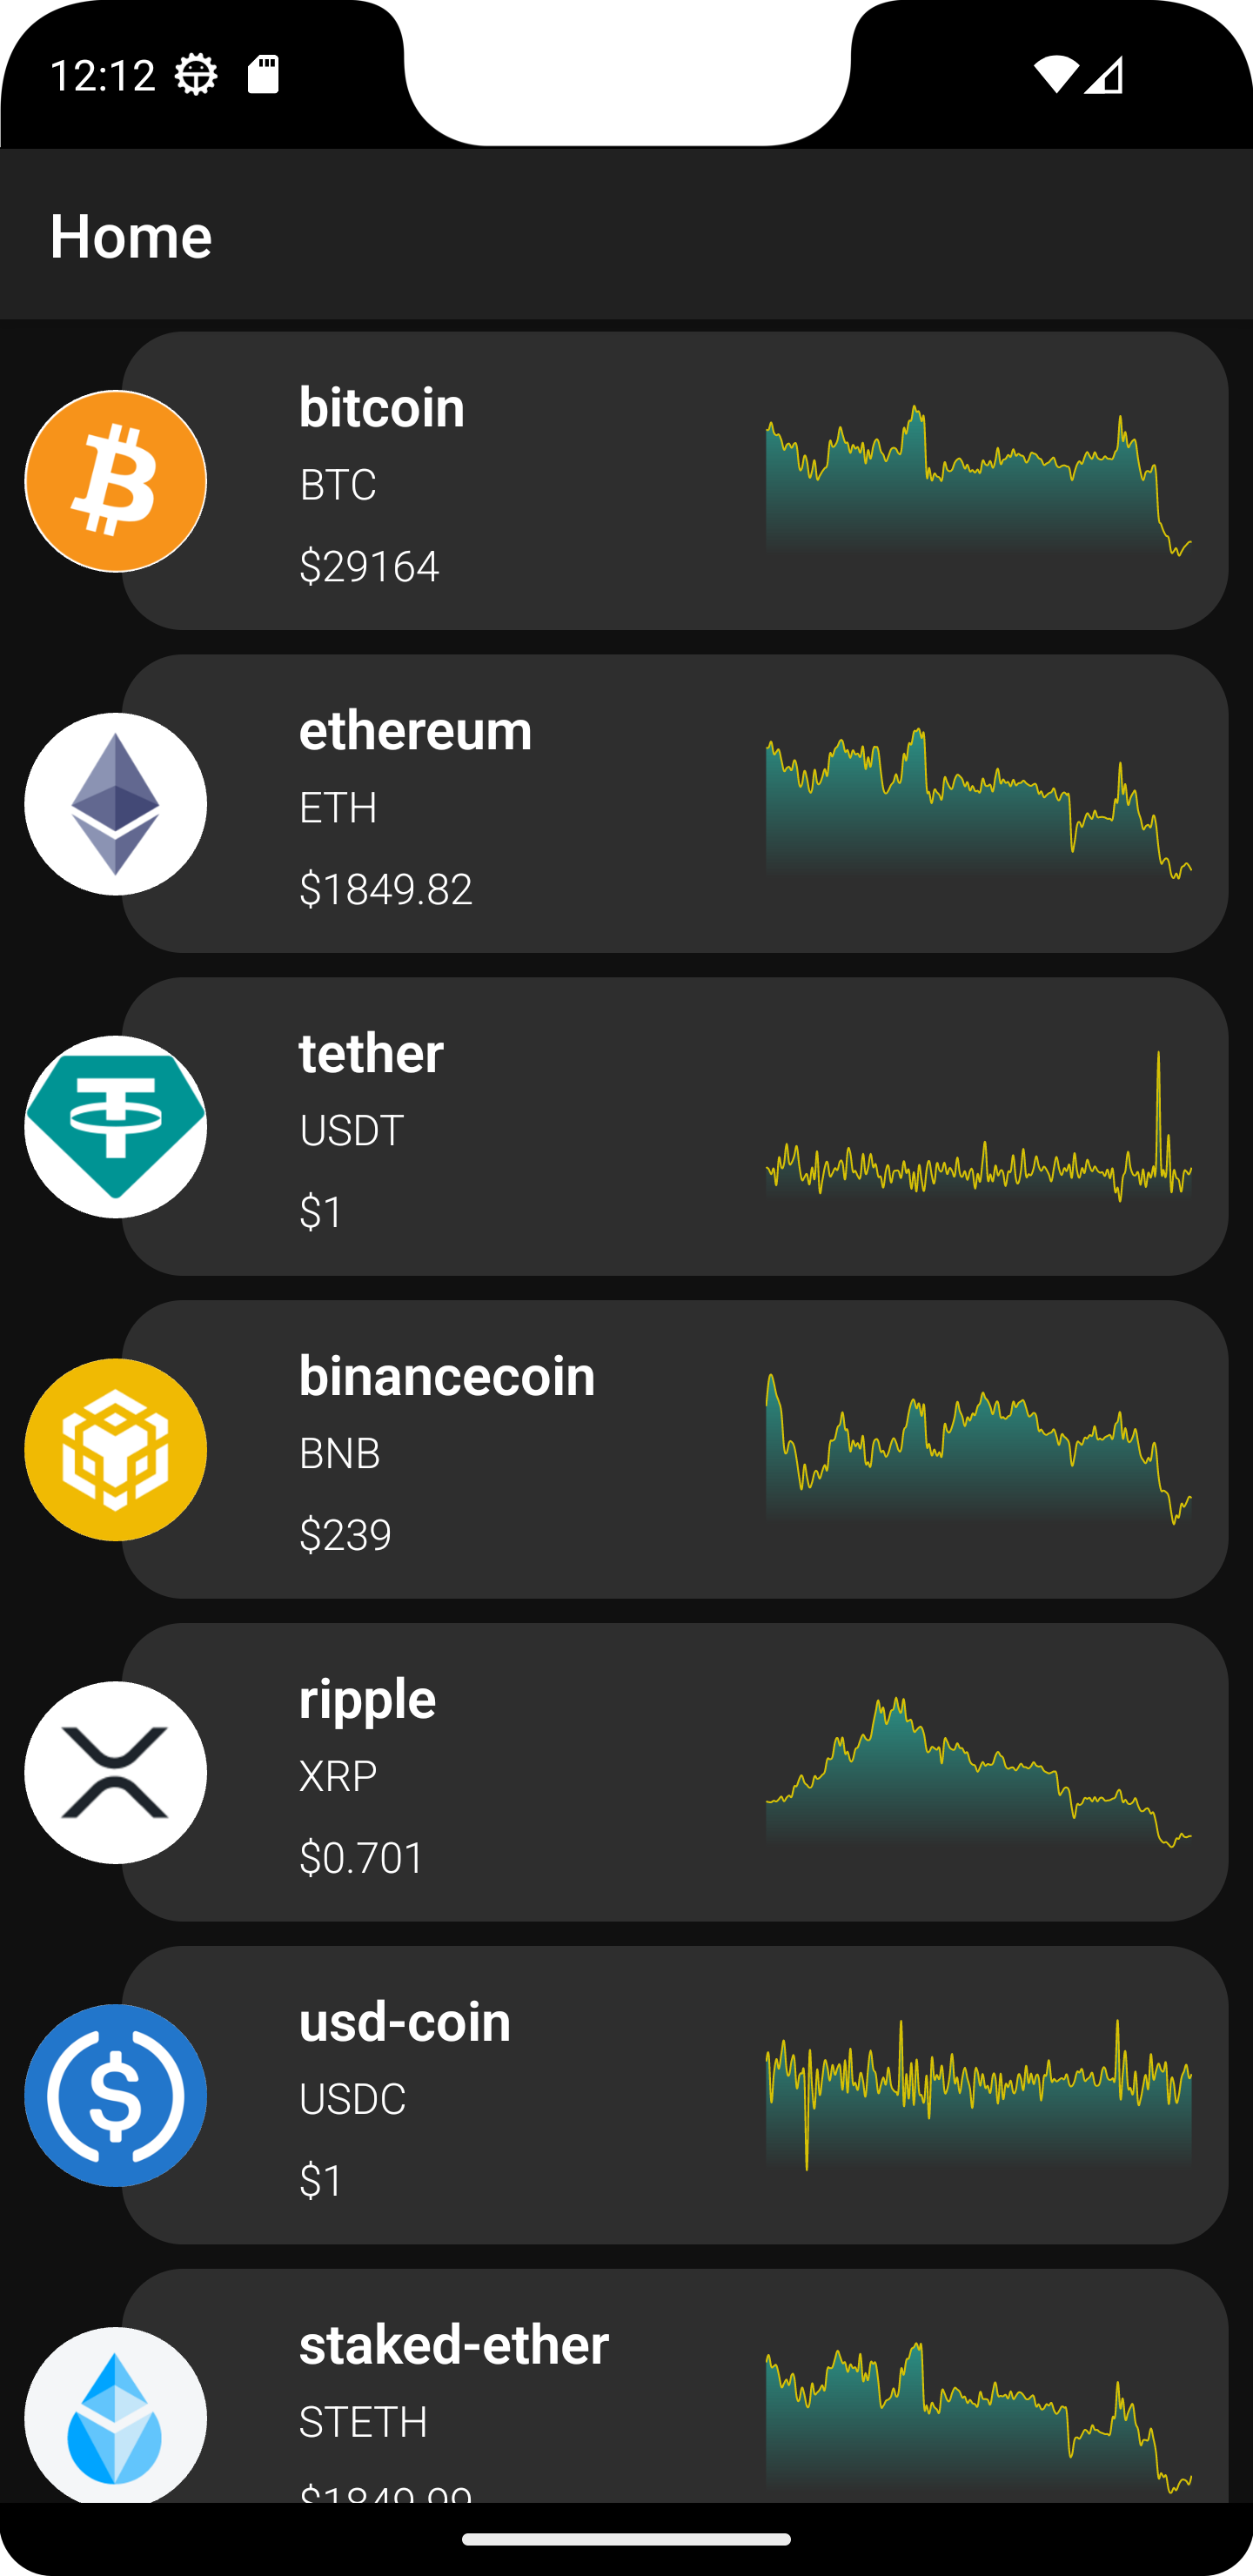 12:12
Home
bitcoin
BTC
$29164
ethereum
ETH
$1849.82
tether
USDT
$1
binancecoin
BNB
$239
ripple
XRP
$0.701
usd-coin
USDC
$1
staked-ether
STETH